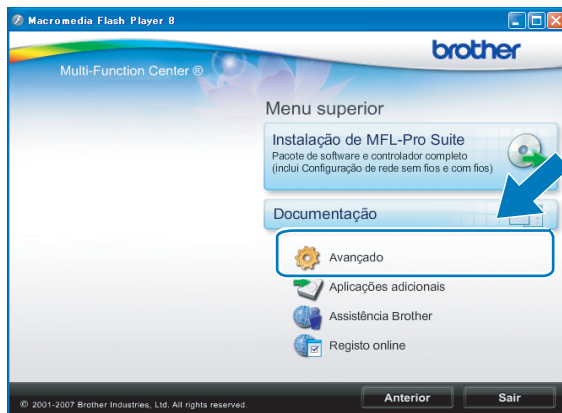 Macromedia Flash Player 8
brother
Multi-Function Center ®
Menu superior
Instalação de MFL-Pro Suite
Pacote de software e controlador completo
(inclui Configuração de rede sem fios e com fios)
Documentação
Avançado
Aplicações adicionais
Assistência Brother
Registo online
© 2001-2007 Brother Industries, Ltd. All rights reserved.
Anterior
Sair